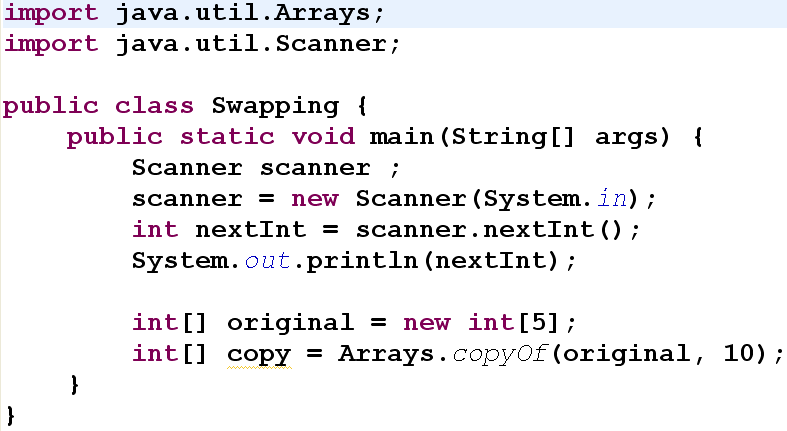 import java.util.Arrays;
import java.util.Scanner;

public class Swapping {
    public static void main(String[] args) {
        Scanner scanner ;
        scanner = new Scanner(System.in);
        int nextInt = scanner.nextInt();
        System.out.println(nextInt);

        int[] original = new int[5];
        int[] copy = Arrays.copyOf(original, 10);
    }
}